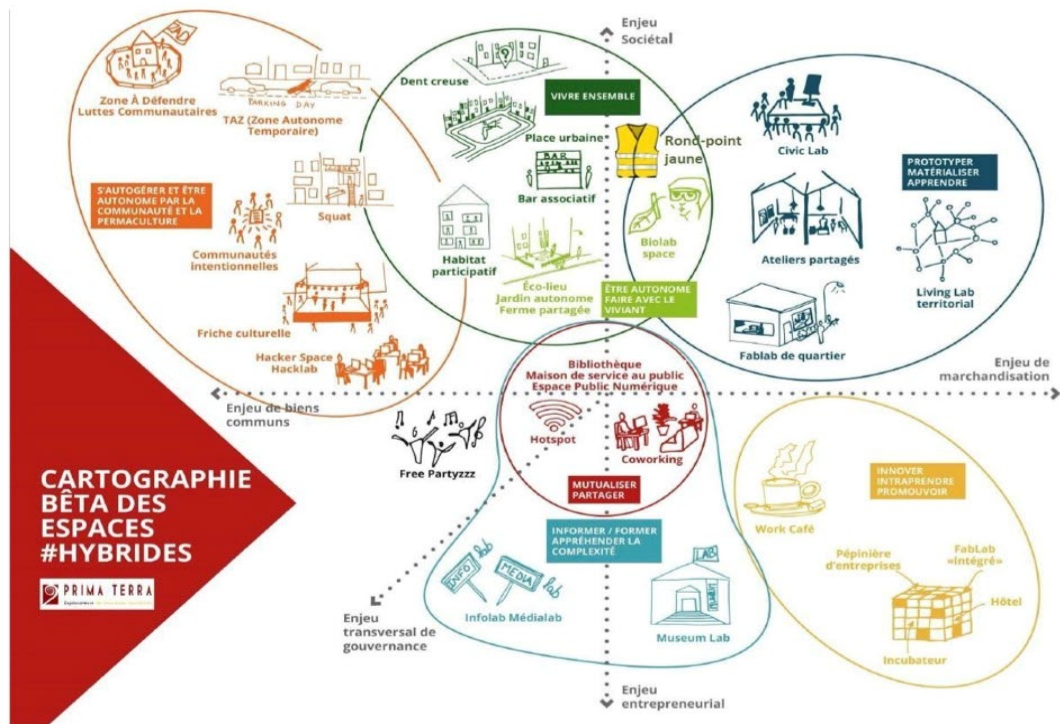 Enjeu
Sociétal
Zone À Défendre
Luttes Communautaires
PARKING DAY
TAZ (Zone Autonome
Temporaire)
S'AUTOGÉRER ET ÊTRE
AUTONOME PAR LA
COMMUNAUTÉ ET LA
PERMACULTURE
Squat
Communautés
intentionnelles
Friche culturelle
Hacker Space
Hacklab
Dent creuse
VIVRE ENSEMBLE
Place urbaine
BAR
Bar associatif
Habitat
participatif
Éco-lieu
Jardin autonome
Ferme partagée
Rond-point
jaune
Biolab
space
ÊTRE AUTONOME
FAIRE AVEC LE
VIVANT
Civic Lab
PROTOTYPER
MATÉRIALISER
APPRENDRE
Ateliers partagés
Living Lab
territorial
Fablab de quartier
Enjeu de
marchandisation
Enjeu de biens
communs
Free Partyzzz
Bibliothèque
Maison de service au public
Espace Public Numérique
Hotspot
Coworking
MUTUALISER
PARTAGER
INFORMER / FORMER
APPRÉHENDER LA
COMPLEXITÉ
INFO lab
MEDIA lab
Infolab Médialab
LAB
Museum Lab
Work Café
INNOVER
INTRAPRENDRE
PROMOUVOIR
Pépinière
d'entreprises
FabLab
«intégré»
Hôtel
Incubateur
Enjeu
transversal de
gouvernance
Enjeu
entrepreneurial
CARTOGRAPHIE
BÊTA DES
ESPACES
#HYBRIDES
PRIMA TERRA